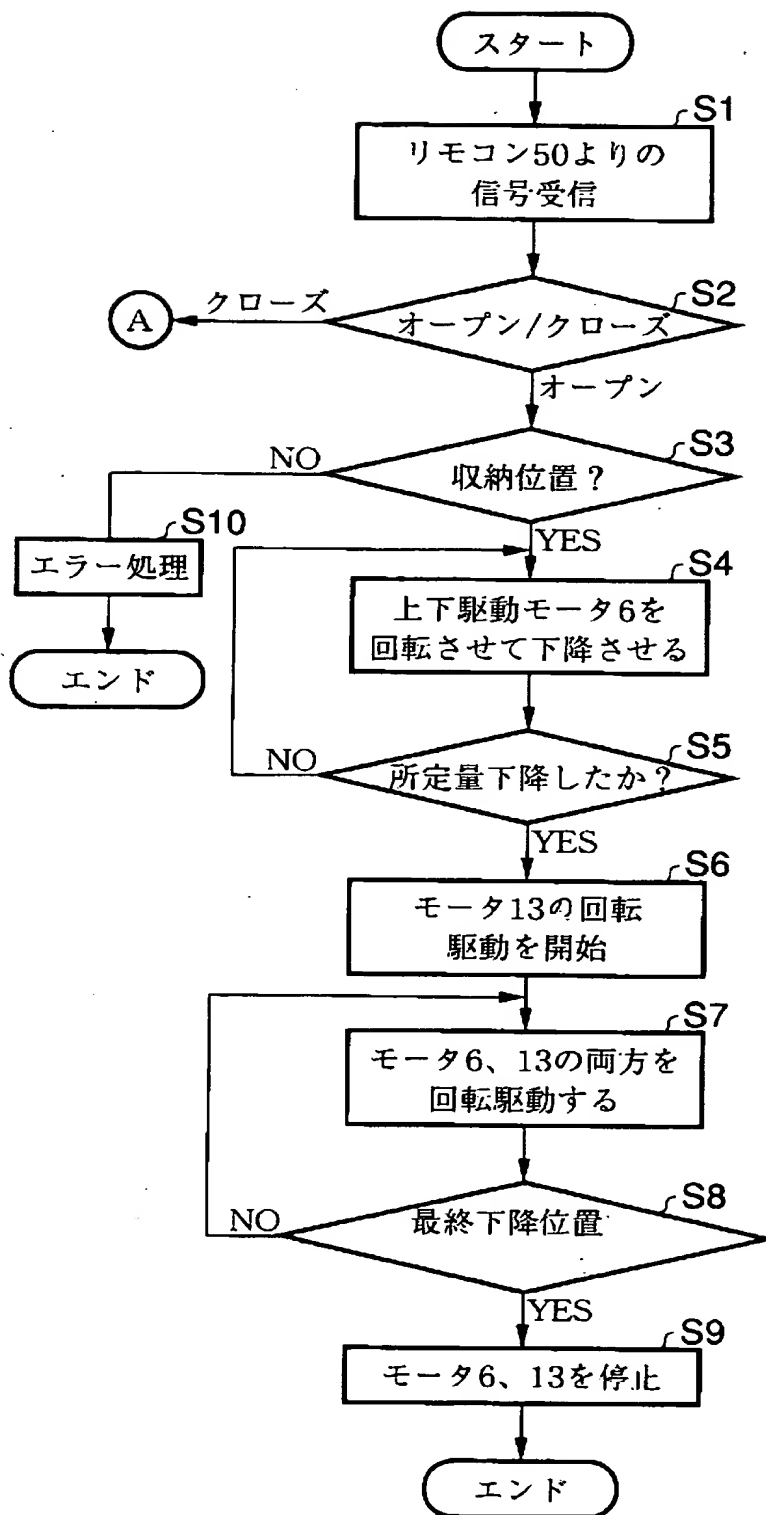 スタート
S1
リモコン50よりの
信号受信
S2
オープン/クローズ
クローズ
A
オープン
S3
収納位置?
NO
YES
S10
エラー処理
エンド
S4
上下駆動モータ6を
回転させて下降させる
S5
所定量下降したか?
NO
YES
S6
モータ13の回転
駆動を開始
S7
モータ6、13の両方を
回転駆動する
S8
最終下降位置
NO
YES
S9
モータ6、13を停止
エンド